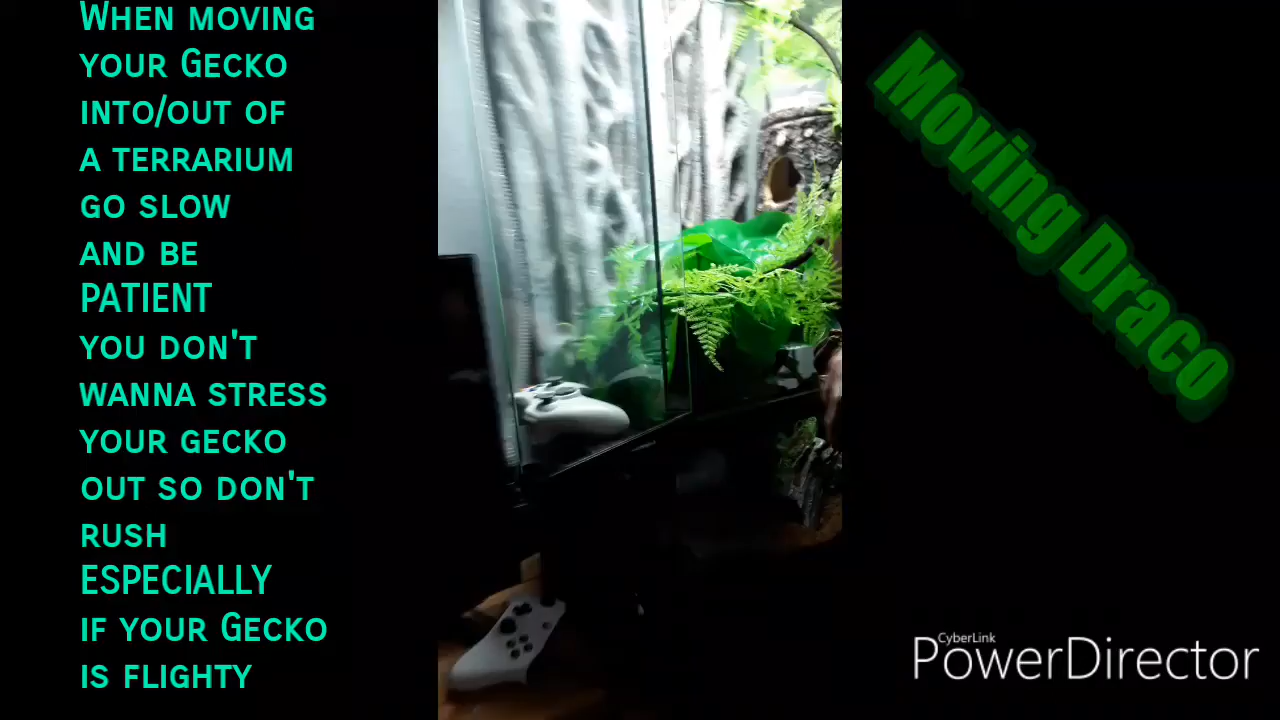 When moving
your Gecko
into/out of
a terrarium
go slow
and be
PATIENT
you don't
wanna stress
your gecko
out so don't
rush
ESPECIALLY
if your Gecko
is flighty
Moving Draco
CyberLink
PowerDirector